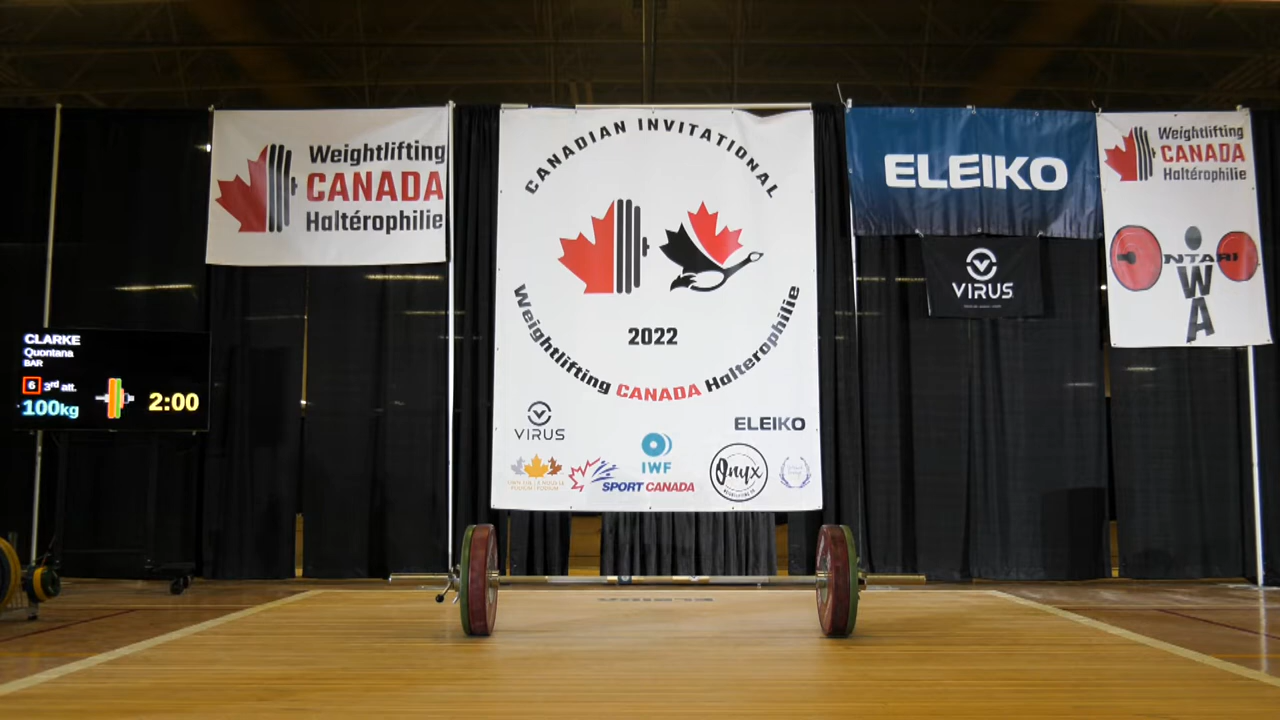 Weightlifting
CANADA
Haltérophilie
CANADIAN INVITATIONAL
2022
Weightlifting CANADA Halterophilie
VIRUS
ELEIKO
IWF
SPORT CANADA
Onyx
ELEIKO
VIRUS
Weightlifting
CANADA
Haltérophilie
ONTARIO
WA
CLARKE
Quontana
BAR
6 3rd att.
100kg
2:00